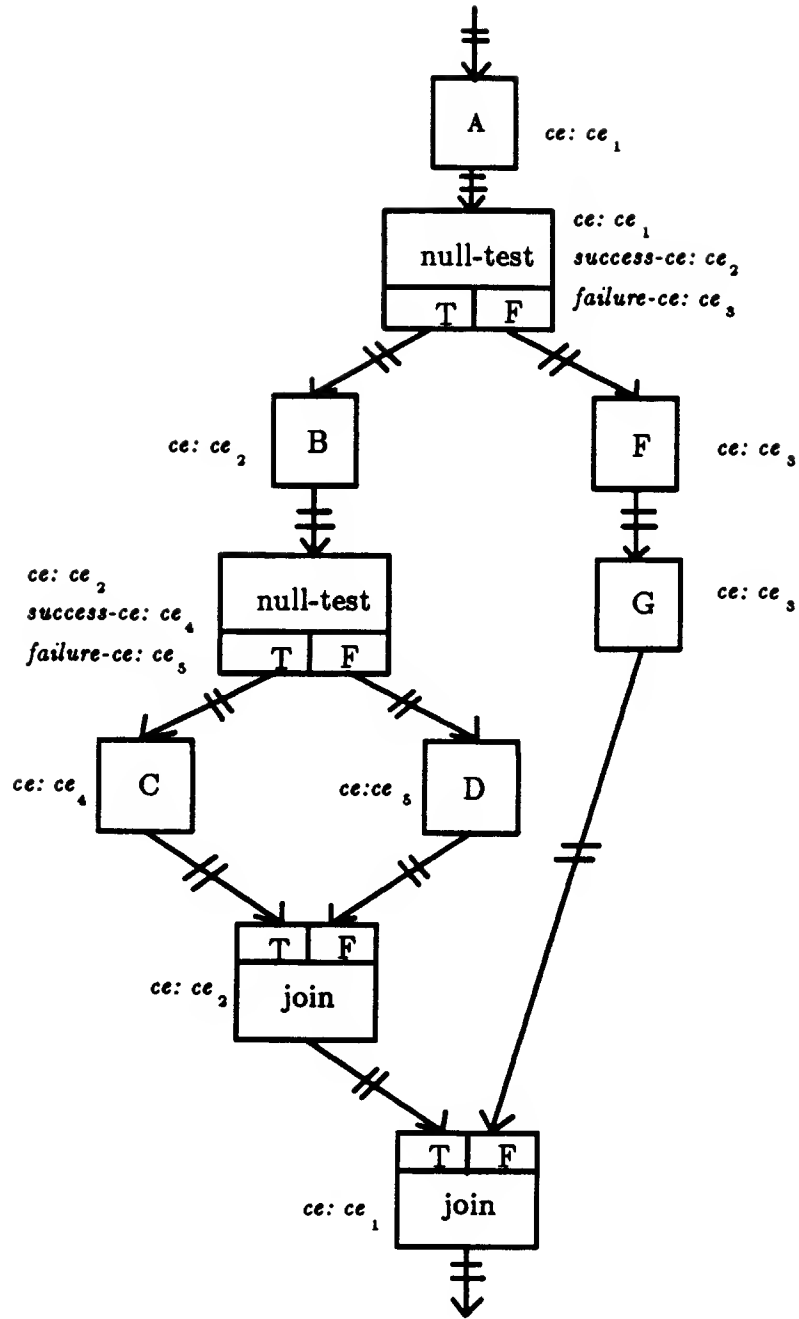 A
ce: ce₁
null-test
ce: ce₁
success-ce: ce₂
failure-ce: ce₃
T F
B
ce: ce₂
F
ce: ce₃
ce: ce₂
success-ce: ce₄
failure-ce: ce₅
null-test
T F
G
ce: ce₃
ce: ce₄
C
ce:ce₅
D
T F
ce: ce₂
join
T F
ce: ce₁
join